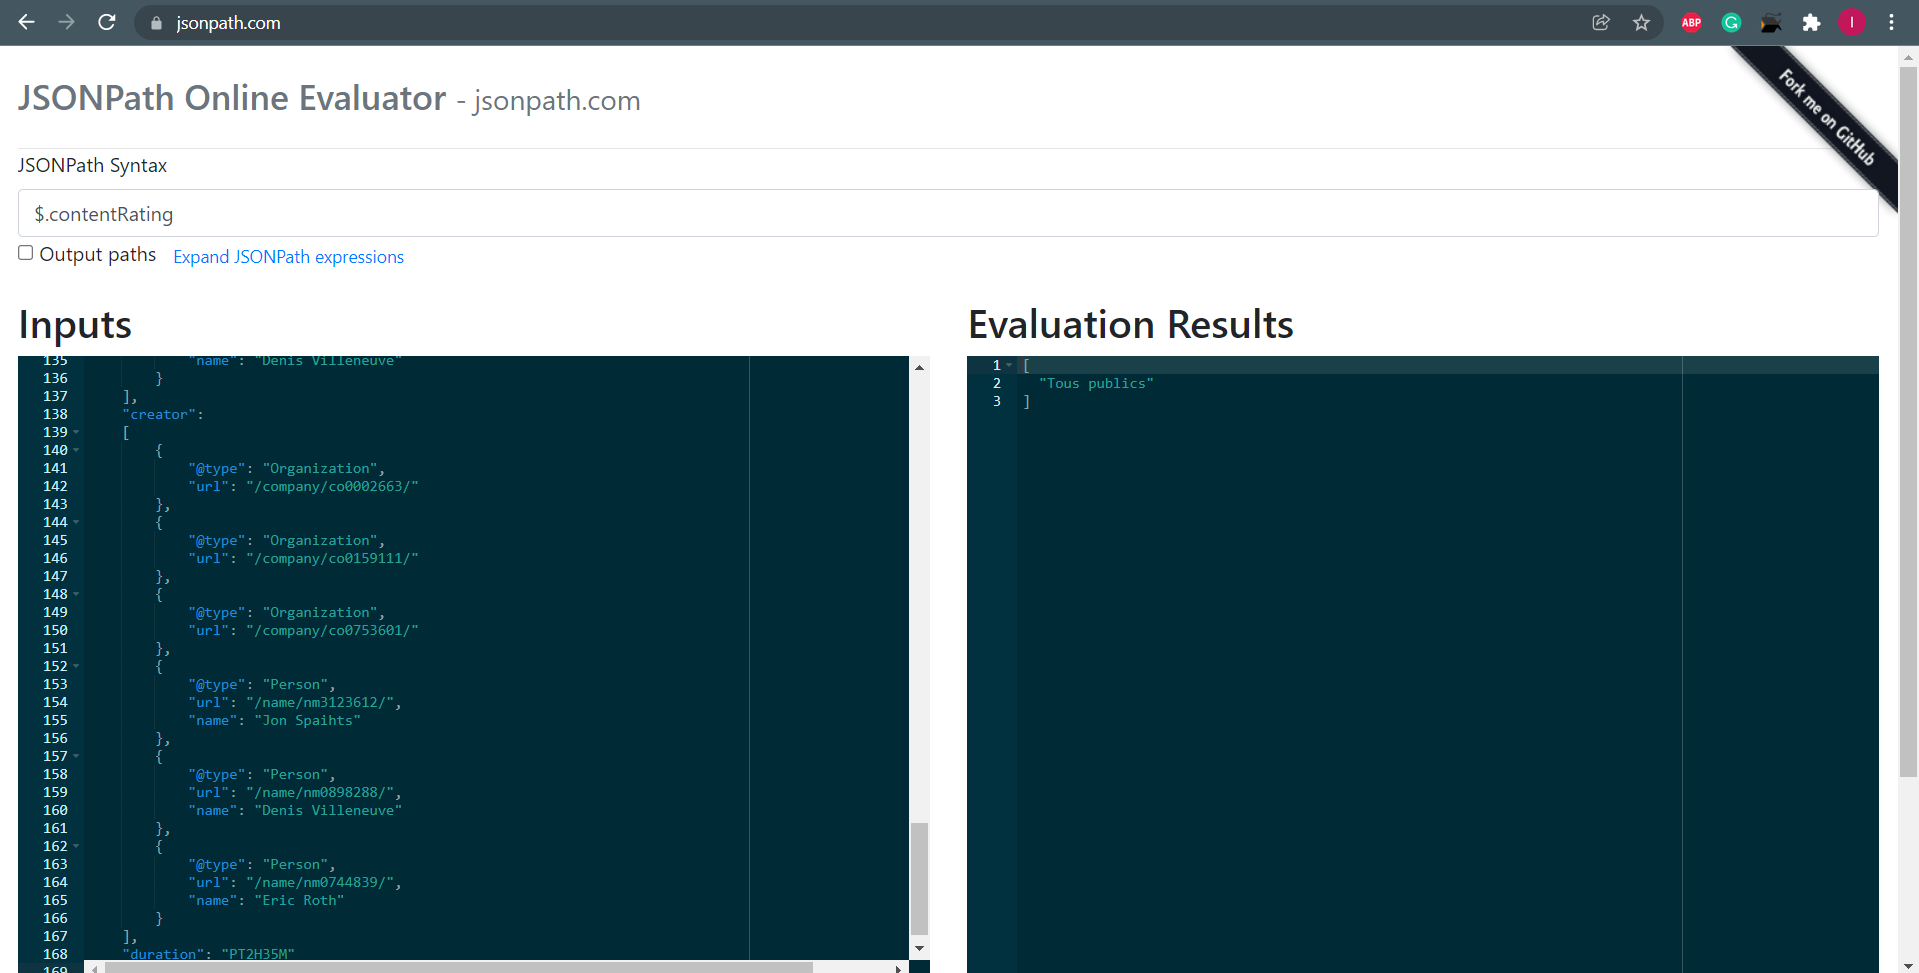 jsonpath.com
ABP
G
I
Fork me on GitHub
JSONPath Online Evaluator - jsonpath.com
JSONPath Syntax
$.contentRating
Output paths Expand JSONPath expressions
Inputs
135 "name": "Denis Villeneuve"
136 }
137 ],
138 "creator":
139 [
140 {
141 "@type": "Organization",
142 "url": "/company/co0002663/"
143 },
144 {
145 "@type": "Organization",
146 "url": "/company/co0159111/"
147 },
148 {
149 "@type": "Organization",
150 "url": "/company/co0753601/"
151 },
152 {
153 "@type": "Person",
154 "url": "/name/nm3123612/",
155 "name": "Jon Spaihts"
156 },
157 {
158 "@type": "Person",
159 "url": "/name/nm0898288/",
160 "name": "Denis Villeneuve"
161 },
162 {
163 "@type": "Person",
164 "url": "/name/nm0744839/",
165 "name": "Eric Roth"
166 }
167 ],
168 "duration": "PT2H35M"
169
Evaluation Results
1 [
2 "Tous publics"
3 ]